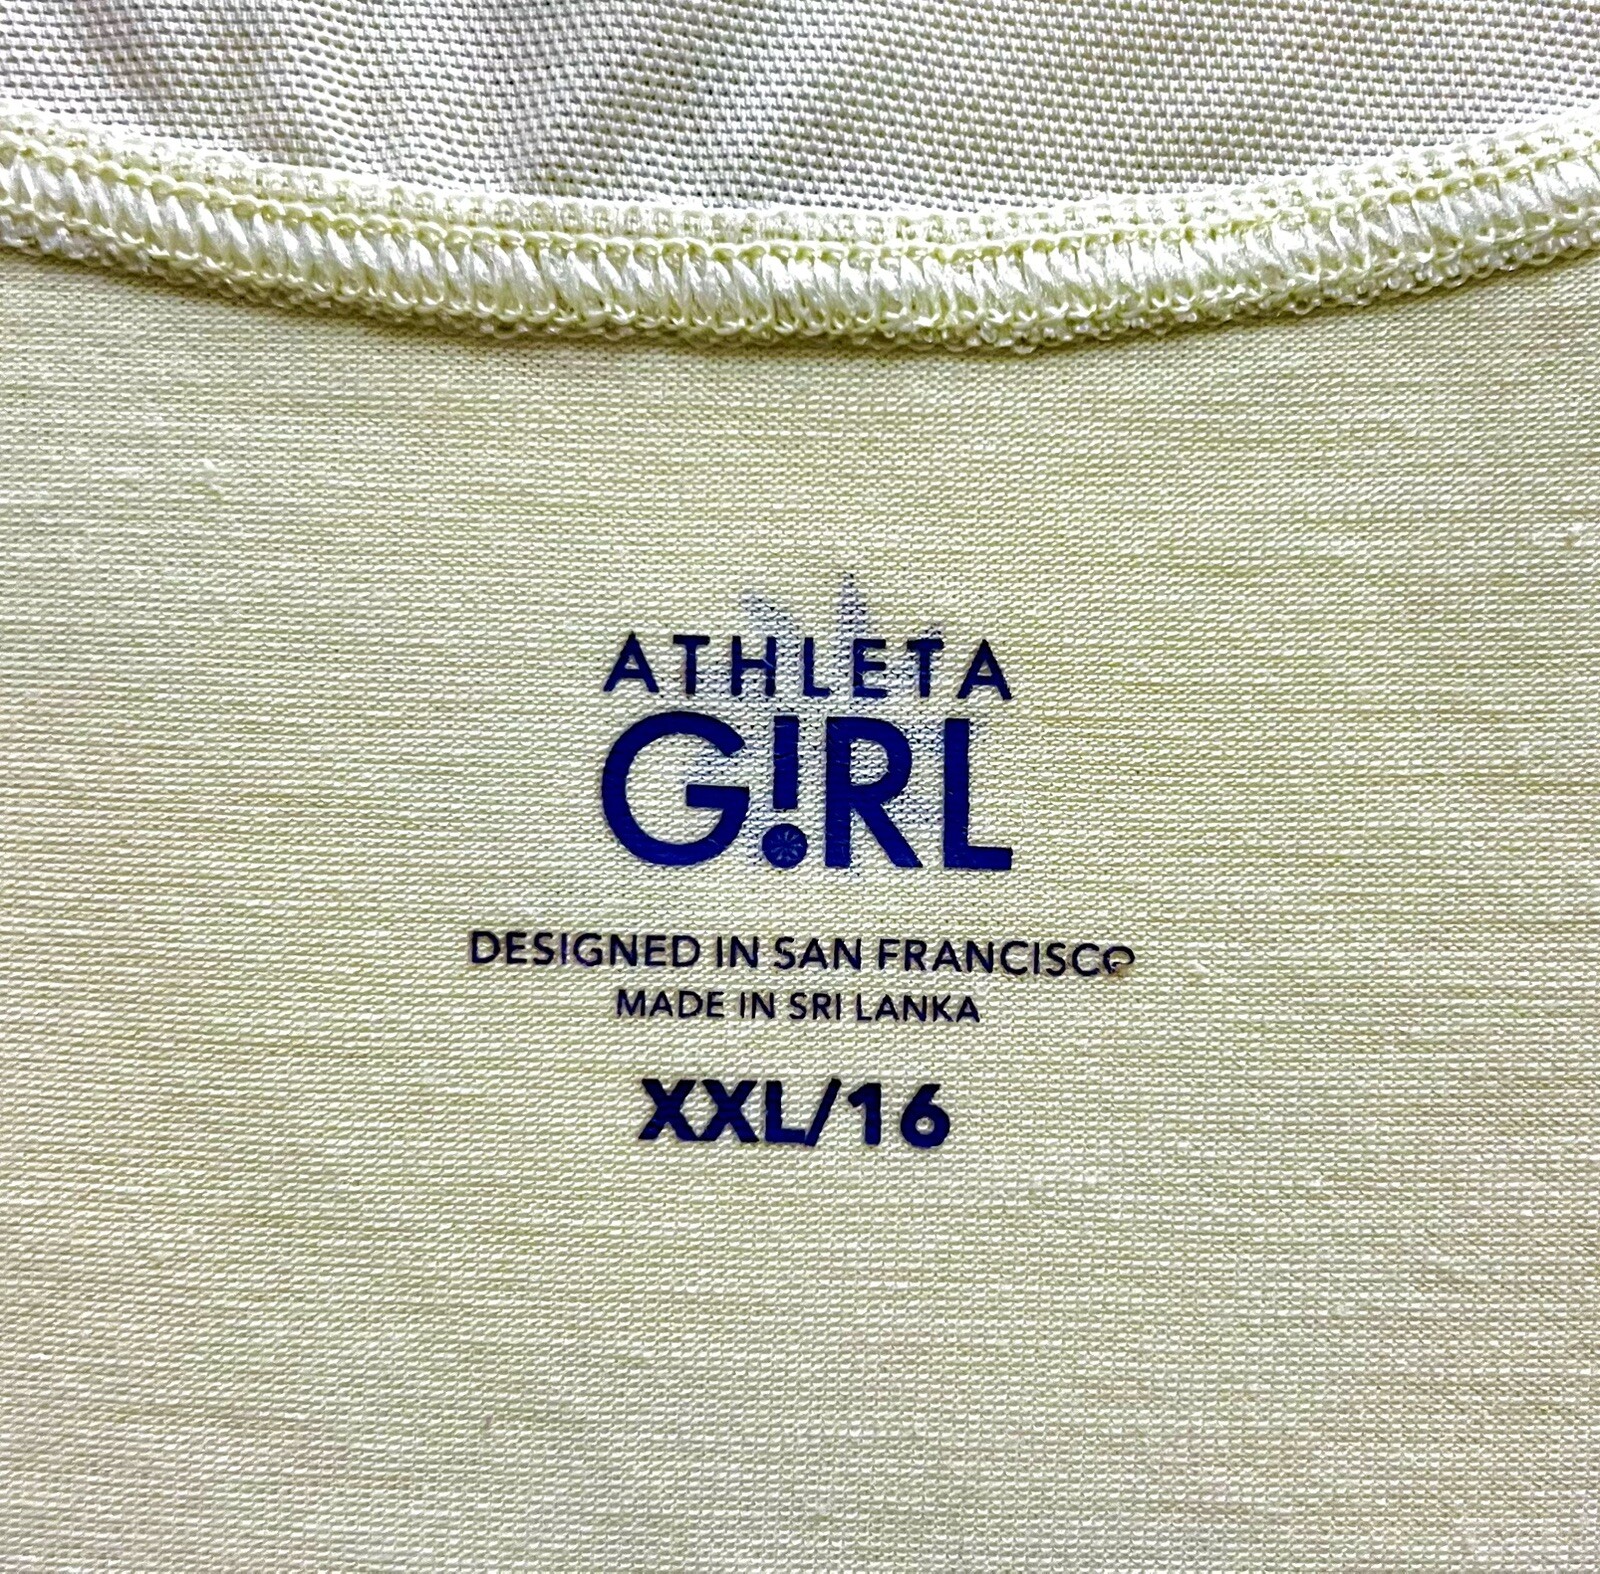 ATHLETA
G!RL
DESIGNED IN SAN FRANCISCO
MADE IN SRI LANKA
XXL/16